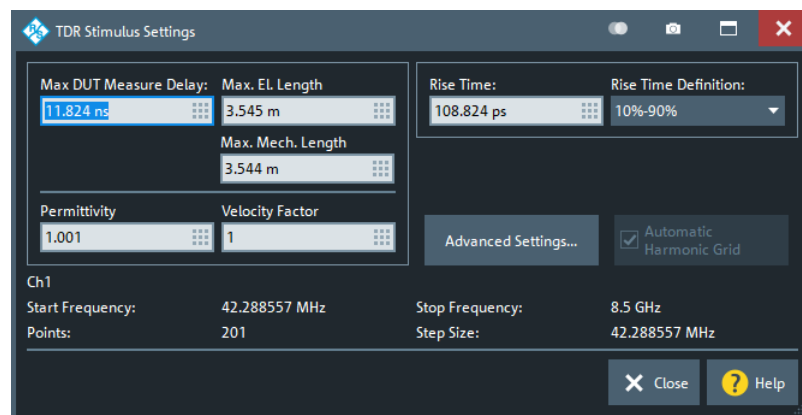 TDR Stimulus Settings
Max DUT Measure Delay: Max. El. Length Rise Time: Rise Time Definition:
11.824 ns 3.545 m 108.824 ps 10%-90%
Max. Mech. Length
3.544 m
Permittivity Velocity Factor
1.001 1 Advanced Settings... Automatic
Harmonic Grid
Ch1
Start Frequency: 42.288557 MHz Stop Frequency: 8.5 GHz
Points: 201 Step Size: 42.288557 MHz
Close ? Help